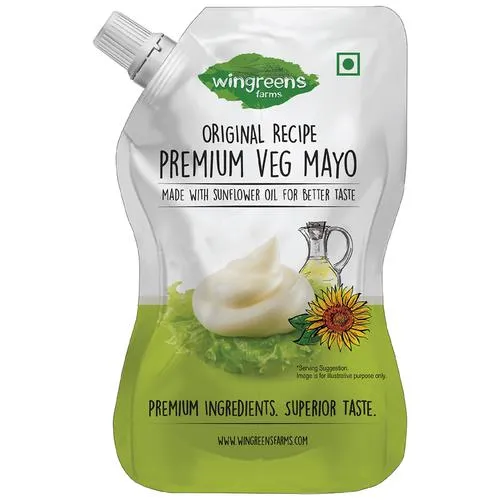 wingreens
farms
ORIGINAL RECIPE
PREMIUM VEG MAYO
MADE WITH SUNFLOWER OIL FOR BETTER TASTE
*Serving Suggestion.
Image is for illustrative purpose only.
PREMIUM INGREDIENTS. SUPERIOR TASTE.
WWW.WINGREENSFARMS.COM